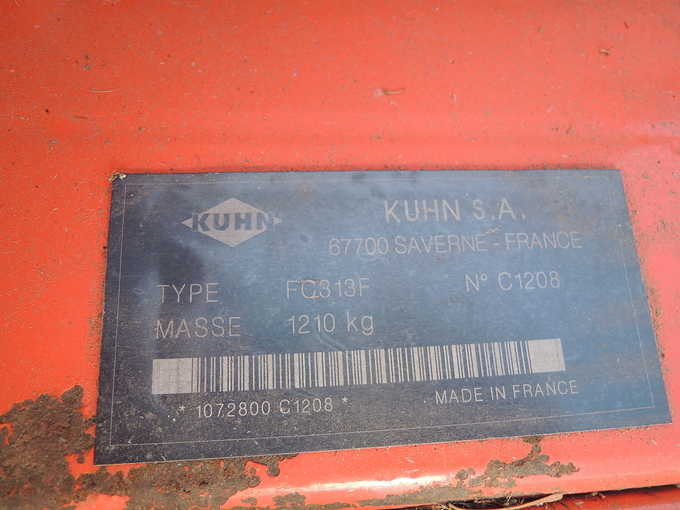 KUHN
KUHN S.A.
67700 SAVERNE - FRANCE
TYPE FC313F N° C1208
MASSE 1210 kg
* 1072800 C1208 *
MADE IN FRANCE